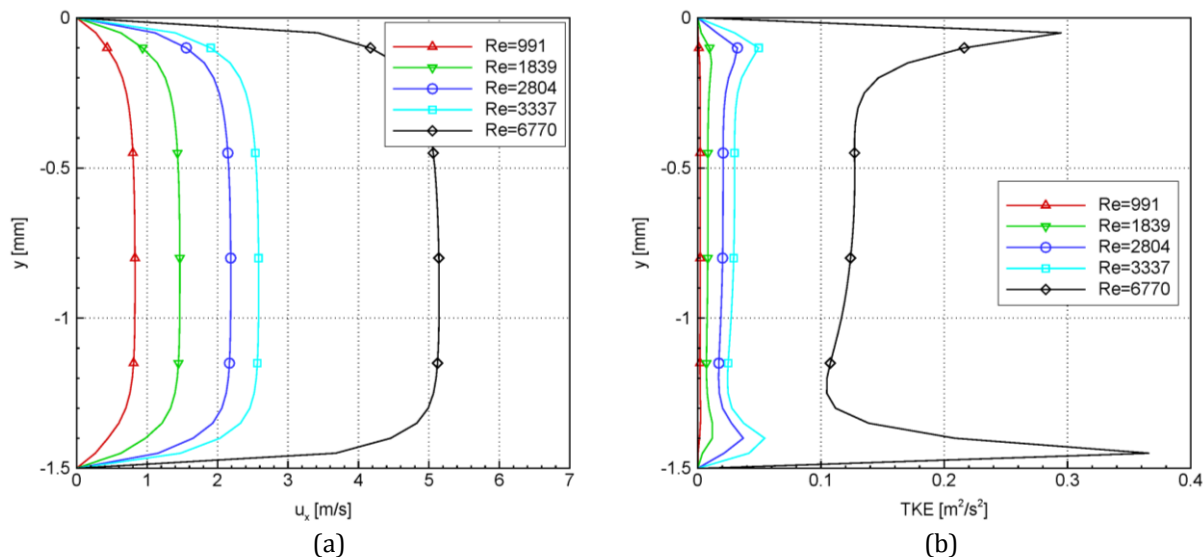 0
-0.5
-1
-1.5
y [mm]
0 1 2 3 4 5 6 7
u_x [m/s]
Re=991
Re=1839
Re=2804
Re=3337
Re=6770
(a)
0
-0.5
-1
-1.5
y [mm]
0 0.1 0.2 0.3 0.4
TKE [m²/s²]
Re=991
Re=1839
Re=2804
Re=3337
Re=6770
(b)